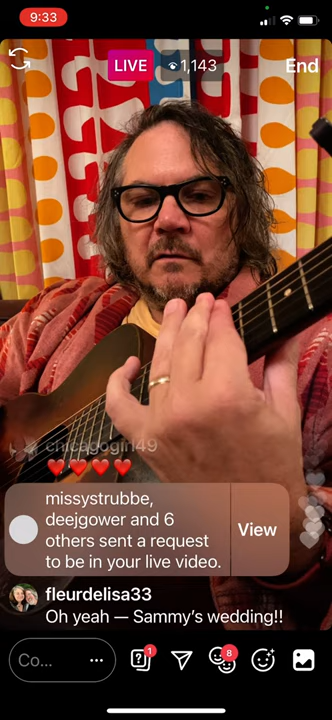 9:33
LIVE
1,143
End
chicagogirl49
❤️❤️❤️❤️
missystrubbe,
deejgower and 6
others sent a request
to be in your live video.
View
fleurdelisa33
Oh yeah — Sammy’s wedding!!
Co...
1
8